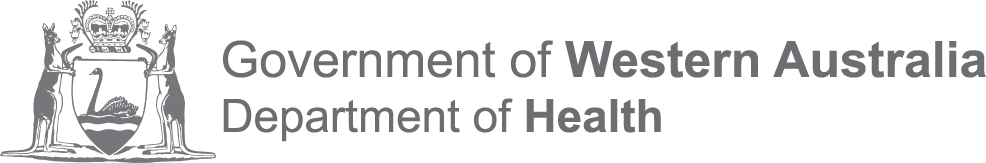 Government of Western Australia
Department of Health